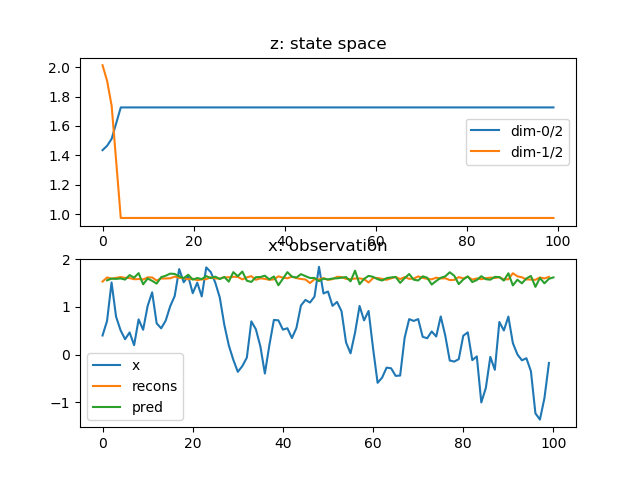 z: state space
2.0
1.8
1.6
1.4
1.2
1.0
dim-0/2
dim-1/2
0 20 40 60 80 100
x: observation
2
1
0
−1
x
recons
pred
0 20 40 60 80 100